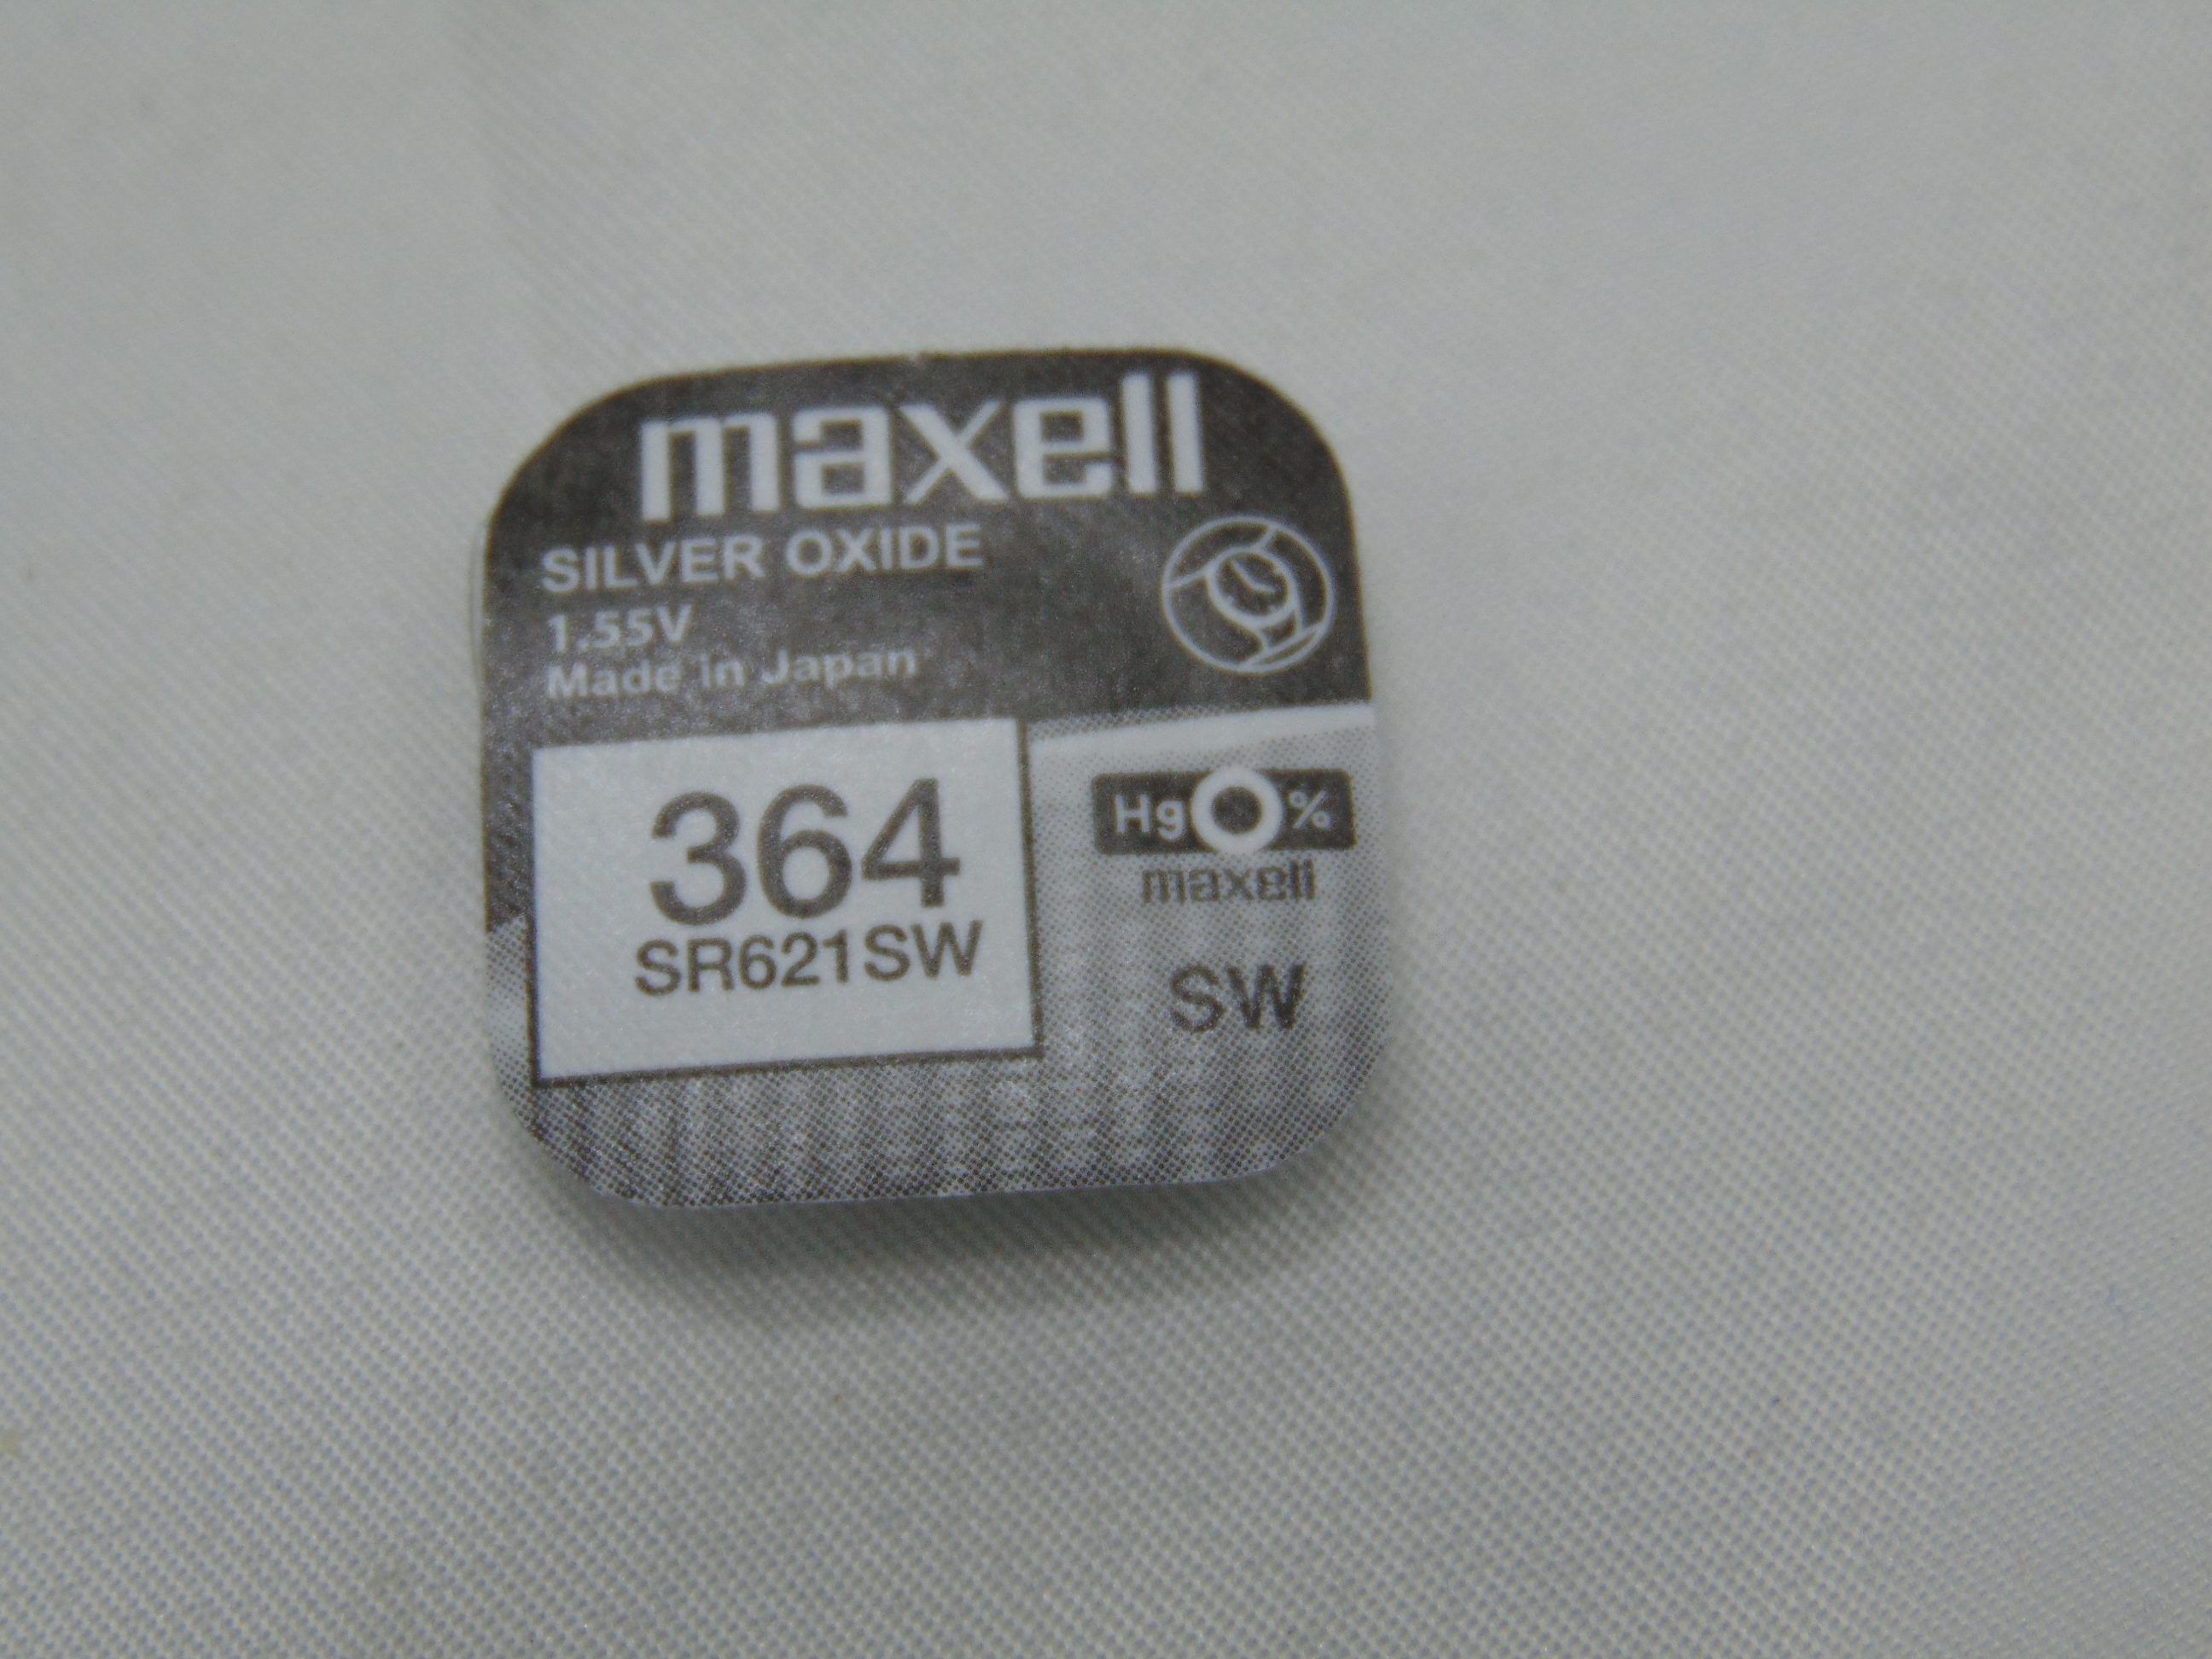 maxell
SILVER OXIDE
1.55V
Made in Japan
364
SR621SW
Hg0%
maxell
SW